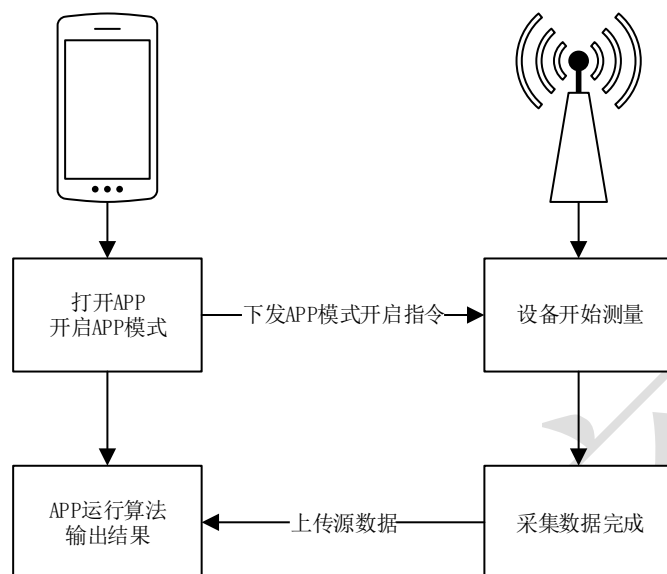 打开APP
开启APP模式
下发APP模式开启指令
设备开始测量
APP运行算法
输出结果
上传源数据
采集数据完成